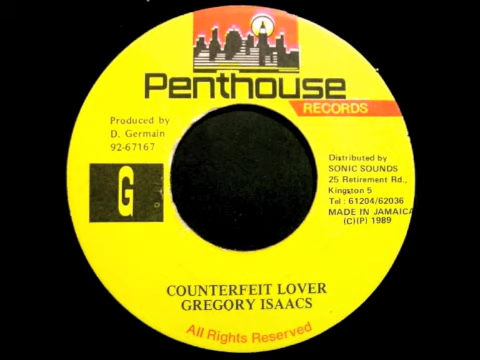 Penthouse
RECORDS
Produced by
D. Germain
92-67167
G
Distributed by
SONIC SOUNDS
25 Retirement Rd.,
Kingston 5
Tel : 61204/62036
MADE IN JAMAICA
(C)(P) 1989
COUNTERFEIT LOVER
GREGORY ISAACS
All Rights Reserved